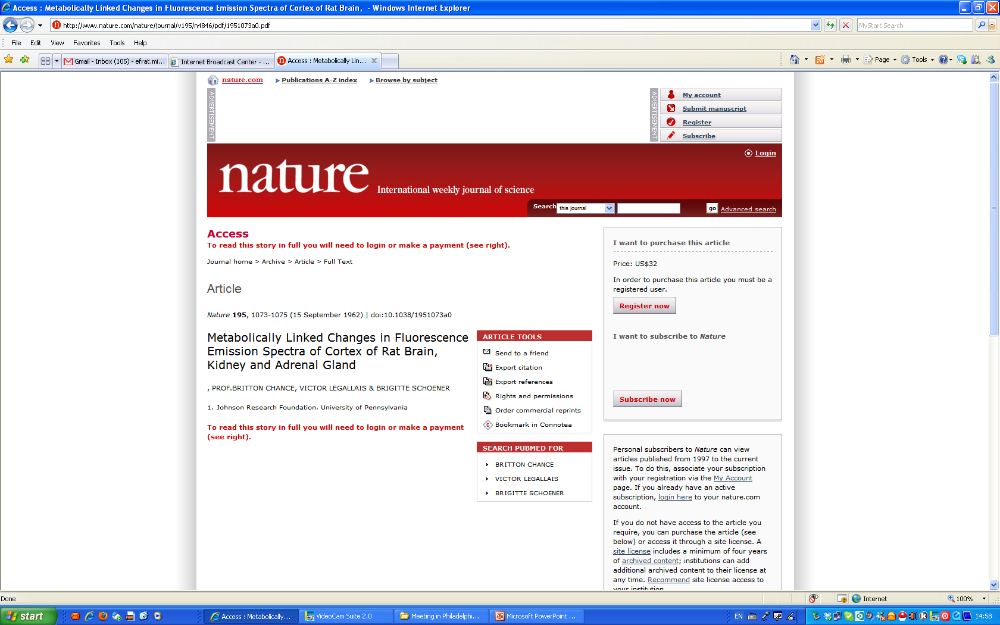 Access : Metabolically Linked Changes in Fluorescence Emission Spectra of Cortex of Rat Brain, - Windows Internet Explorer
http://www.nature.com/nature/journal/v195/n4846/pdf/1951073a0.pdf
MyStart Search
File Edit View Favorites Tools Help
Gmail - Inbox (105) - efrat.mi...
Internet Broadcast Center - ...
Access : Metabolically Lin...
Page Tools
nature.com Publications A-Z index Browse by subject
ADVERTISEMENT
ADVERTISEMENT
My account
Submit manuscript
Register
Subscribe
Login
nature International weekly journal of science
Search this journal go Advanced search
Access
To read this story in full you will need to login or make a payment (see right).
Journal home > Archive > Article > Full Text
Article
Nature 195, 1073-1075 (15 September 1962) | doi:10.1038/1951073a0
Metabolically Linked Changes in Fluorescence
Emission Spectra of Cortex of Rat Brain,
Kidney and Adrenal Gland
, PROF.BRITTON CHANCE, VICTOR LEGALLAIS & BRIGITTE SCHOENER
1. Johnson Research Foundation, University of Pennsylvania
To read this story in full you will need to login or make a payment
(see right).
ARTICLE TOOLS
Send to a friend
Export citation
Export references
Rights and permissions
Order commercial reprints
Bookmark in Connotea
SEARCH PUBMED FOR
BRITTON CHANCE
VICTOR LEGALLAIS
BRIGITTE SCHOENER
I want to purchase this article
Price: US$32
In order to purchase this article you must be a
registered user.
Register now
I want to subscribe to Nature
Subscribe now
Personal subscribers to Nature can view
articles published from 1997 to the current
issue. To do this, associate your subscription
with your registration via the My Account
page. If you already have an active
subscription, login here to your nature.com
account.
If you do not have access to the article you
require, you can purchase the article (see
below) or access it through a site license. A
site license includes a minimum of four years
of archived content; institutions can add
additional archived content to their license at
any time. Recommend site license access to
your institution.
Done
Internet
100%
start
Access : Metabolically...
VideoCam Suite 2.0
Meeting in Philadelphi...
Microsoft PowerPoint ...
EN
14:58